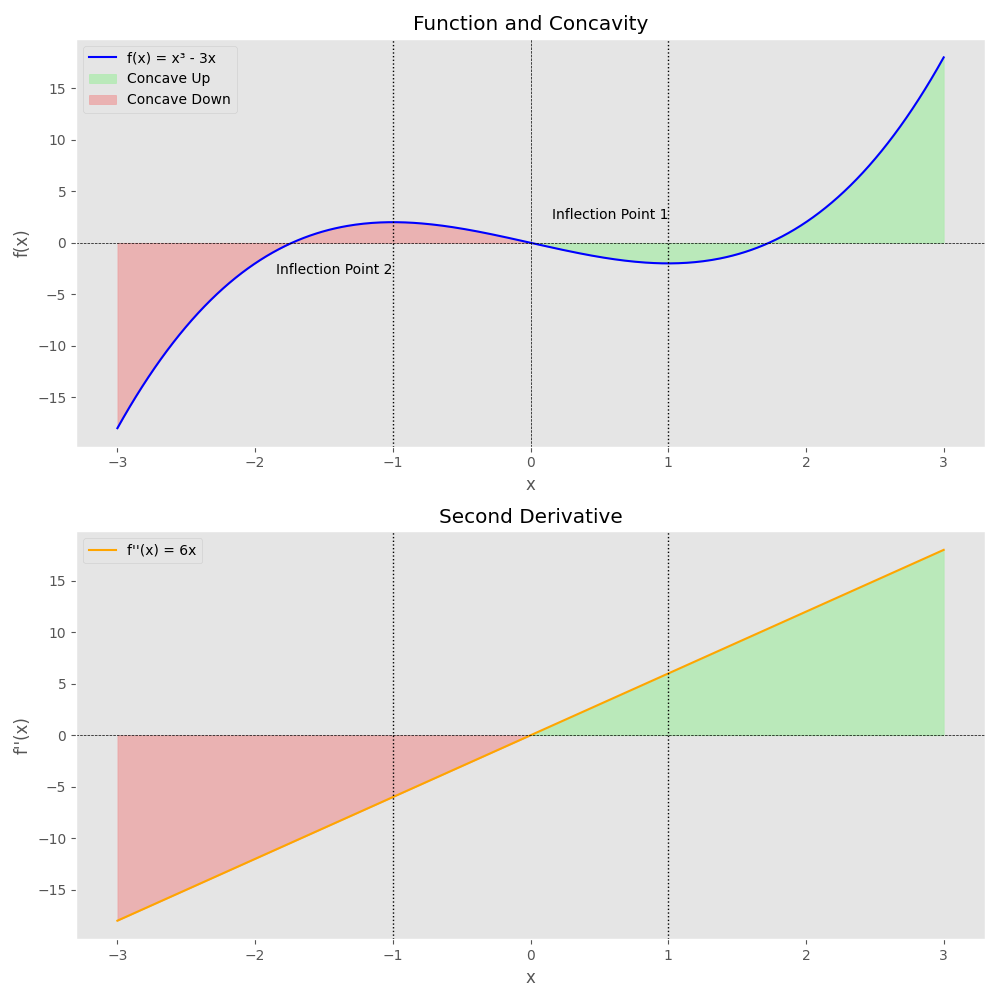 Function and Concavity
f(x) = x³ - 3x
Concave Up
Concave Down
Inflection Point 1
Inflection Point 2
f(x)
15
10
5
0
−5
−10
−15
−3 −2 −1 0 1 2 3
x
Second Derivative
f''(x) = 6x
f''(x)
15
10
5
0
−5
−10
−15
−3 −2 −1 0 1 2 3
x